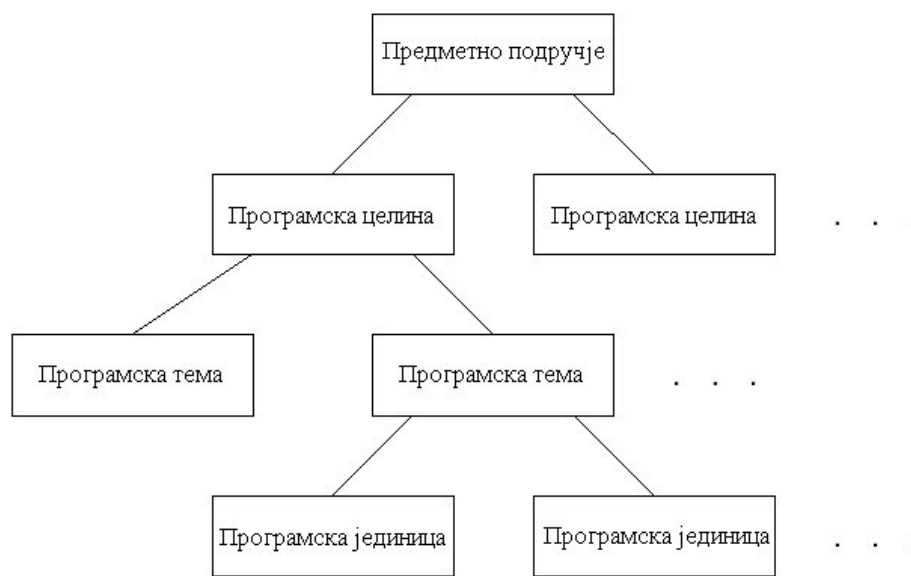 Предметно подручје
Програмска целина
Програмска целина
. .
Програмска тема
Програмска тема
. . .
Програмска јединица
Програмска јединица
. .